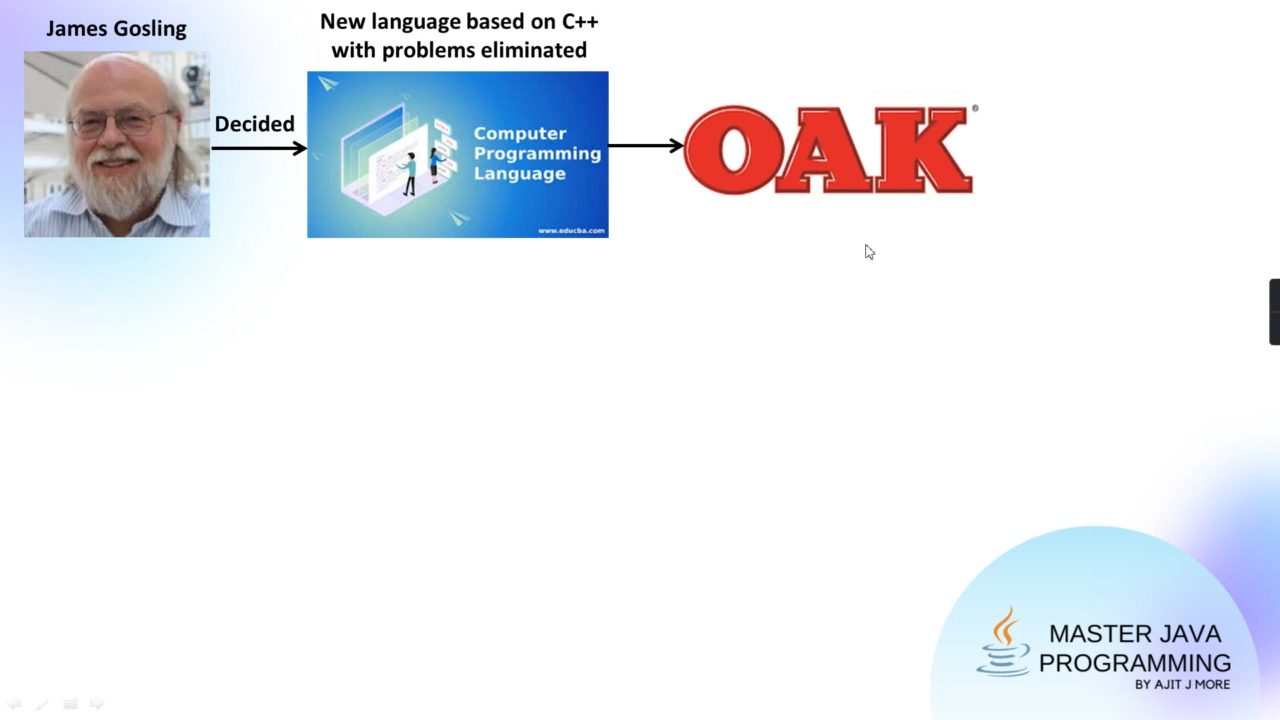 James Gosling
New language based on C++
with problems eliminated
Decided
Computer
Programming
Language
www.educba.com
OAK
®
MASTER JAVA
PROGRAMMING
BY AJIT J MORE